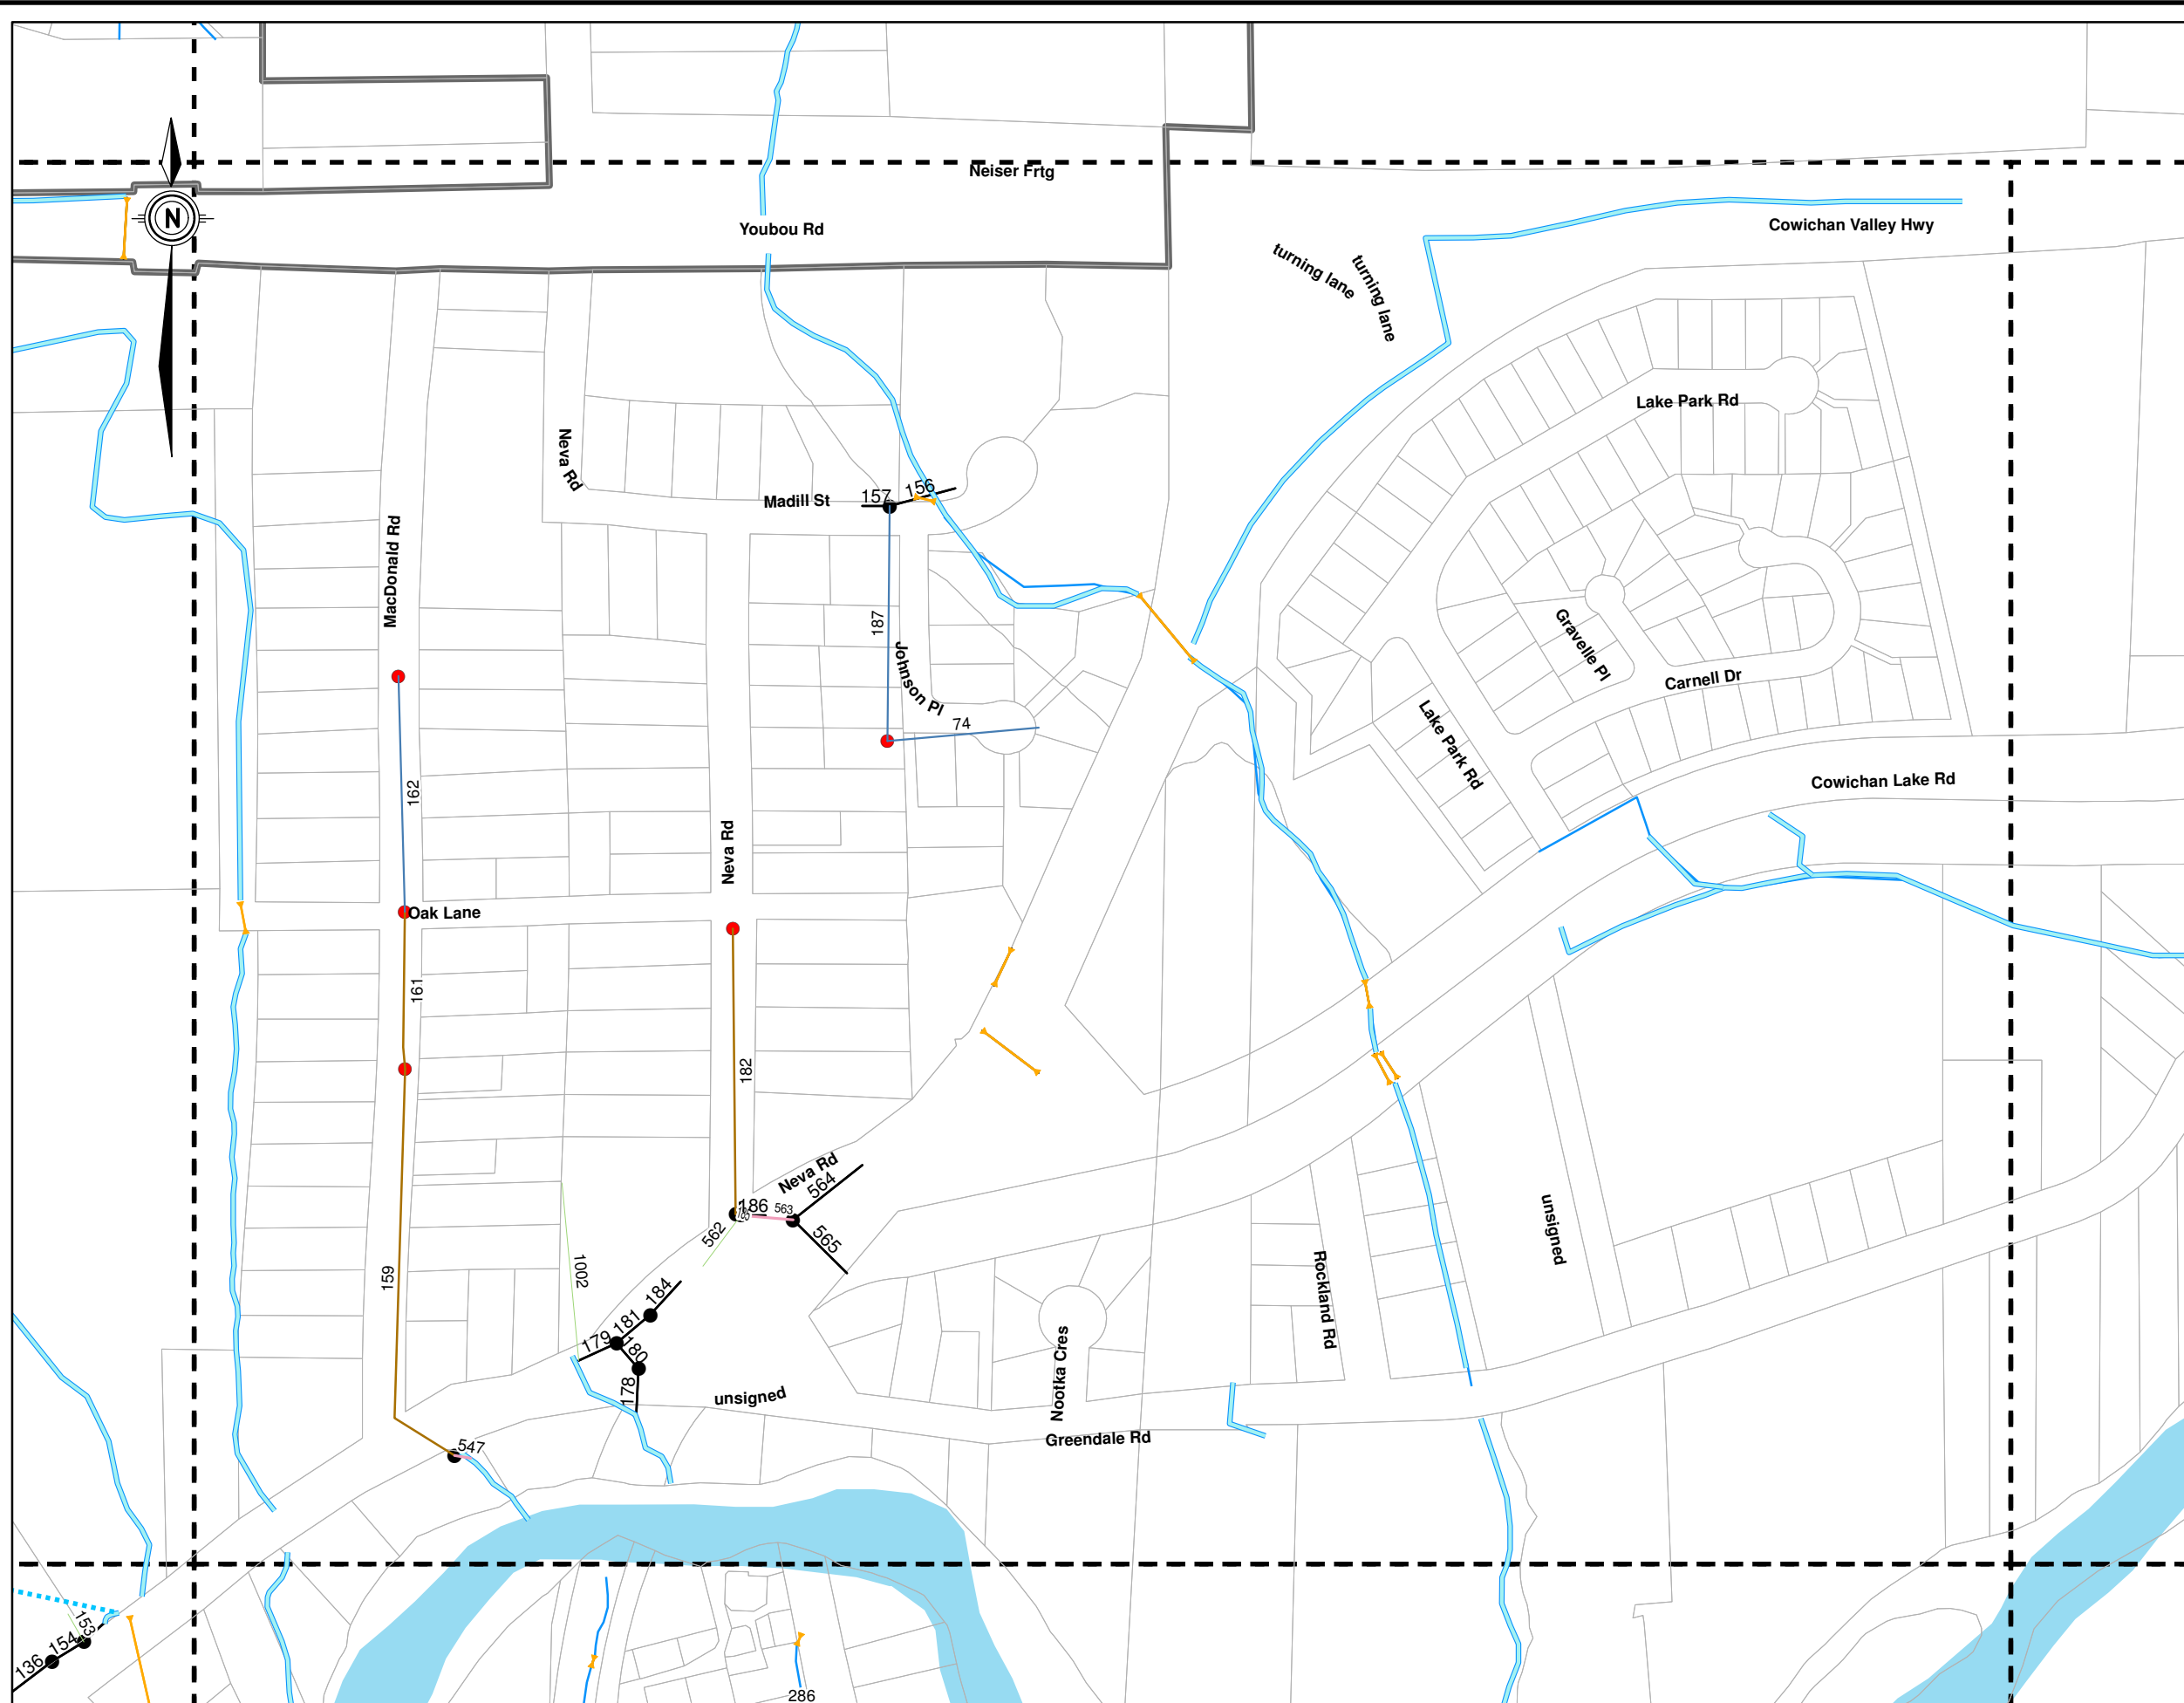 Neiser Frtg
N
Youbou Rd
Cowichan Valley Hwy
turning lane
turning lane
Lake Park Rd
Neva Rd
Madill St
157
156
MacDonald Rd
187
Johnson Pl
74
Gravelle Pl
Carnell Dr
Lake Park Rd
162
Cowichan Lake Rd
Neva Rd
Oak Lane
161
182
Neva Rd
564
186
563
562
565
unsigned
159
1002
Rockland Rd
184
181
179
180
178
unsigned
Nootka Cres
Greendale Rd
547
153
154
136
286